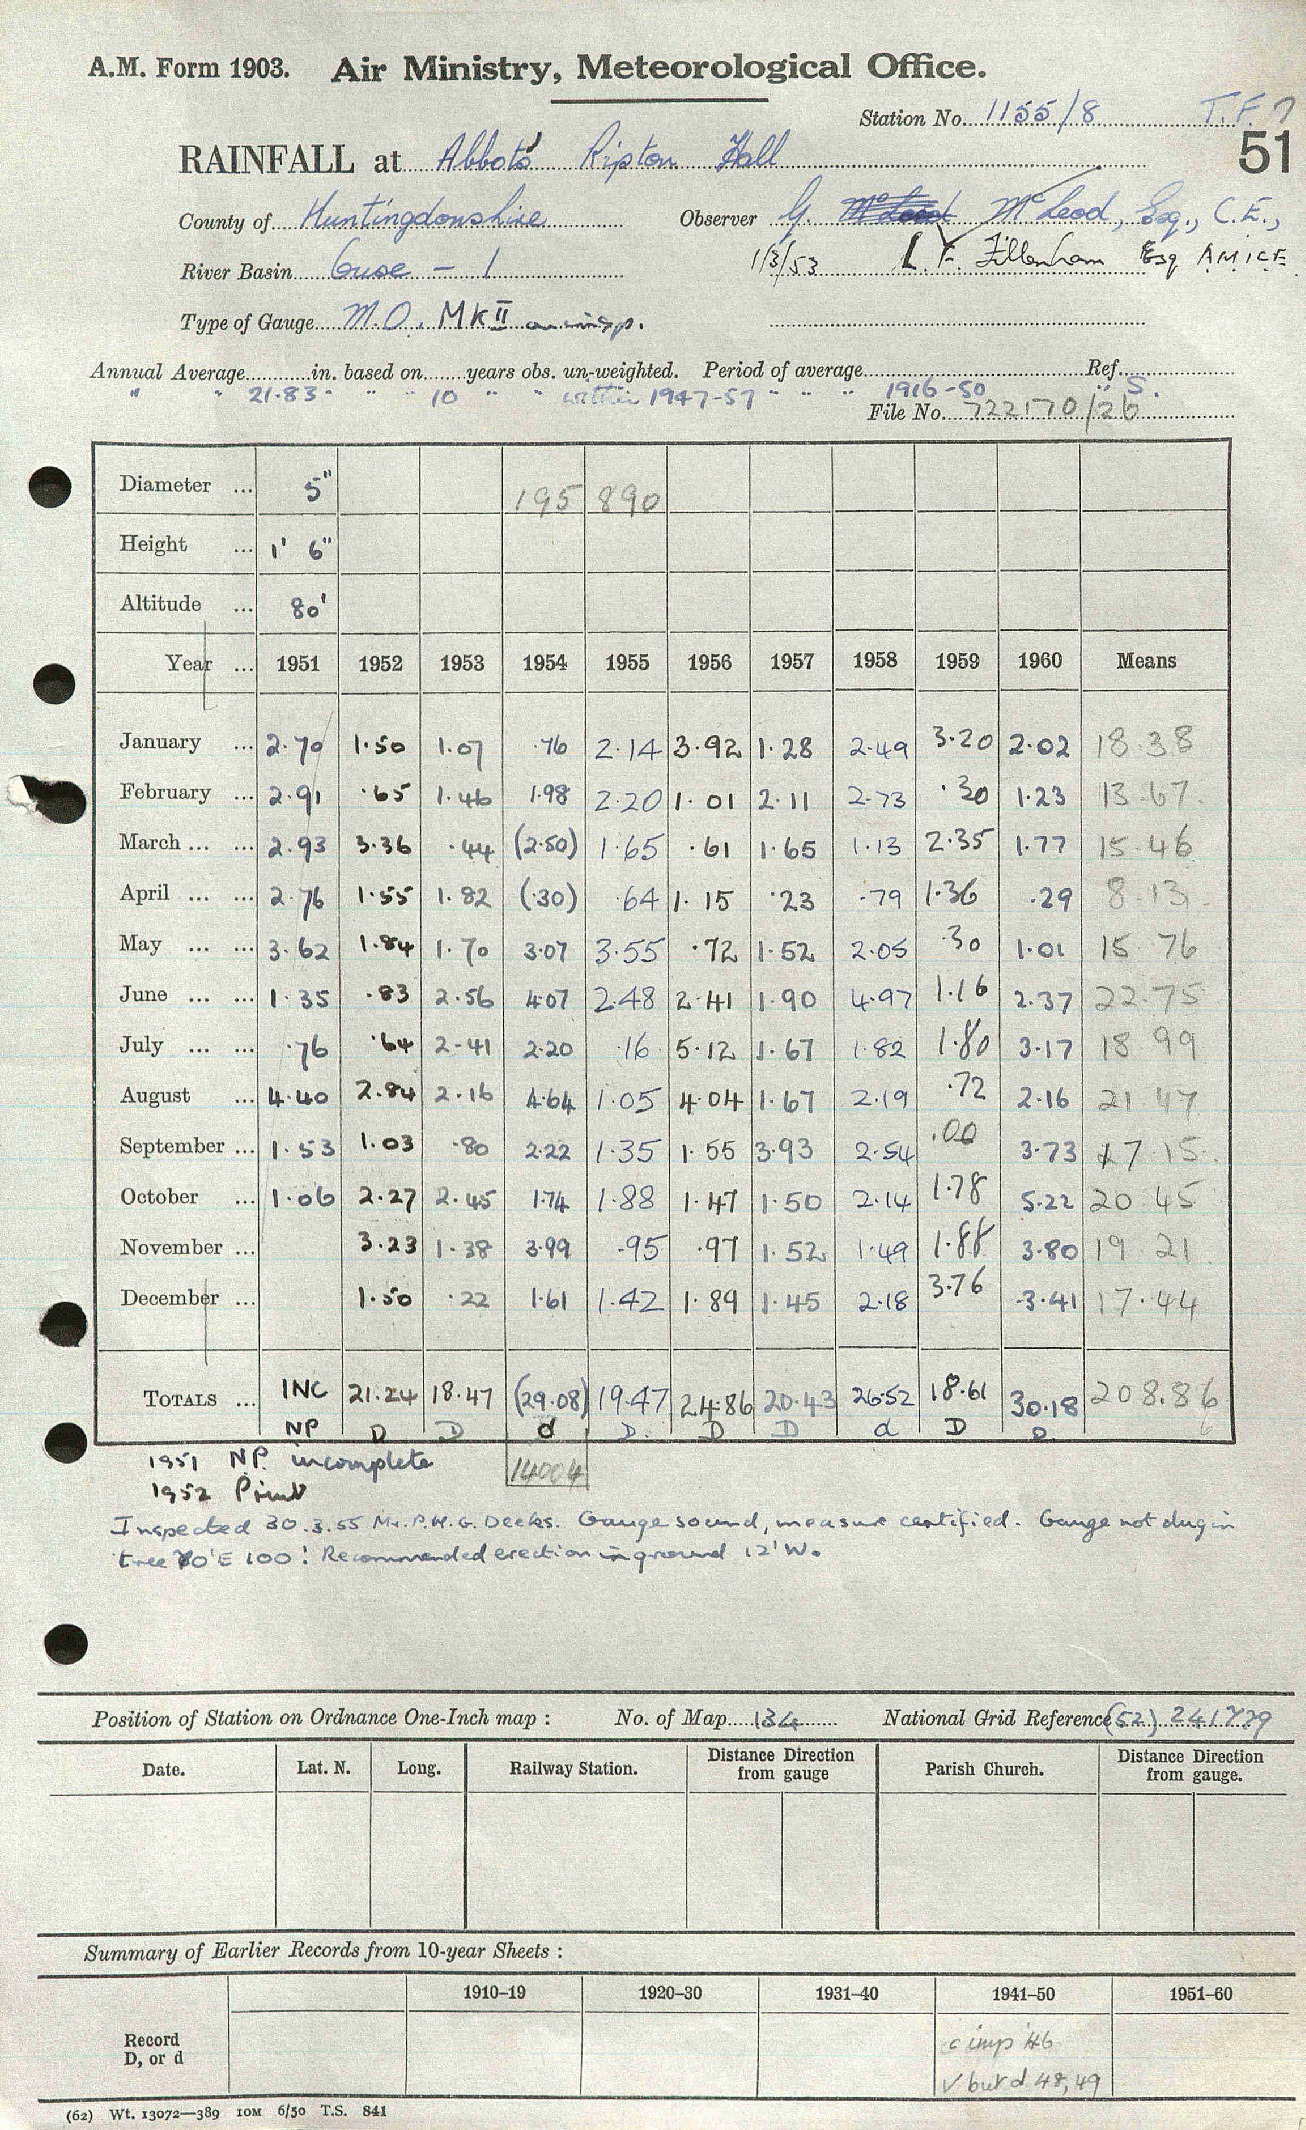 A.M. Form 1903. Air Ministry, Meteorological Office.
Station No. 1155/8 T.F.
RAINFALL at Abbots Ripton Hall 51
County of Huntingdonshire Observer G. McLeod, Esq., C.E.,
River Basin Ouse - 1 1/3/53 L. F. Fillenham Esq A.M.I.C.E.
Type of Gauge M.O. Mk II on insp.
Annual Average in. based on years obs. un-weighted. Period of average Ref.
" " 21.83 " " " 10 " " within 1947-57 " " " 1916-50 " S.
File No. 722170/26
Diameter ... 5" 195 890
Height ... 1' 6"
Altitude ... 80'
Year ... 1951 1952 1953 1954 1955 1956 1957 1958 1959 1960 Means
January ... 2.70 1.50 1.07 .76 2.14 3.92 1.28 2.49 3.20 2.02 18 38
February ... 2.91 .65 1.46 1.98 2.20 1.01 2.11 2.73 .30 1.23 13.67
March ... ... 2.93 3.36 .44 (2.50) 1.65 .61 1.65 1.13 2.35 1.77 15.46
April ... ... 2.76 1.55 1.82 (.30) .64 1.15 .23 .79 1.36 .29 8.13
May ... ... 3.62 1.84 1.70 3.07 3.55 .72 1.52 2.05 .30 1.01 15 76
June ... ... 1.35 .83 2.56 4.07 2.48 2.41 1.90 4.97 1.16 2.37 22.75
July ... ... .76 .64 2.41 2.20 .16 5.12 1.67 1.82 1.80 3.17 18 99
August ... 4.40 2.84 2.16 4.64 1.05 4.04 1.67 2.19 .72 2.16 21 47
September ... 1.53 1.03 .80 2.22 1.35 1.55 3.93 2.54 .00 3.73 17 15
October ... 1.06 2.27 2.45 1.74 1.88 1.47 1.50 2.14 1.78 5.22 20 45
November ... 3.23 1.38 3.99 .95 .97 1.52 1.49 1.88 3.80 19 21
December ... 1.50 .22 1.61 1.42 1.89 1.45 2.18 3.76 3.41 17.44
TOTALS ... INC 21.24 18.47 (29.08) 19.47 24.86 20.43 26.52 18.61 30.18 208.86
NP D D d D. D D d D D 6
1951 NP. incomplete 14004
1952 Print
Inspected 30.3.55 Mr. P.W.G. Deeks. Gauge sound, measure certified. Gauge not dug in
tree 70' E 100! Recommended erection in ground 12' W.
Position of Station on Ordnance One-Inch map : No. of Map 134 National Grid Reference (52) 241779
Date. Lat. N. Long. Railway Station. Distance Direction from gauge Parish Church. Distance Direction from gauge.
Summary of Earlier Records from 10-year Sheets :
1910–19 1920–30 1931–40 1941–50 1951–60
Record c imp '46
D, or d √ but d 48, 49
(62) Wt. 13072—389 10M 6/50 T.S. 841